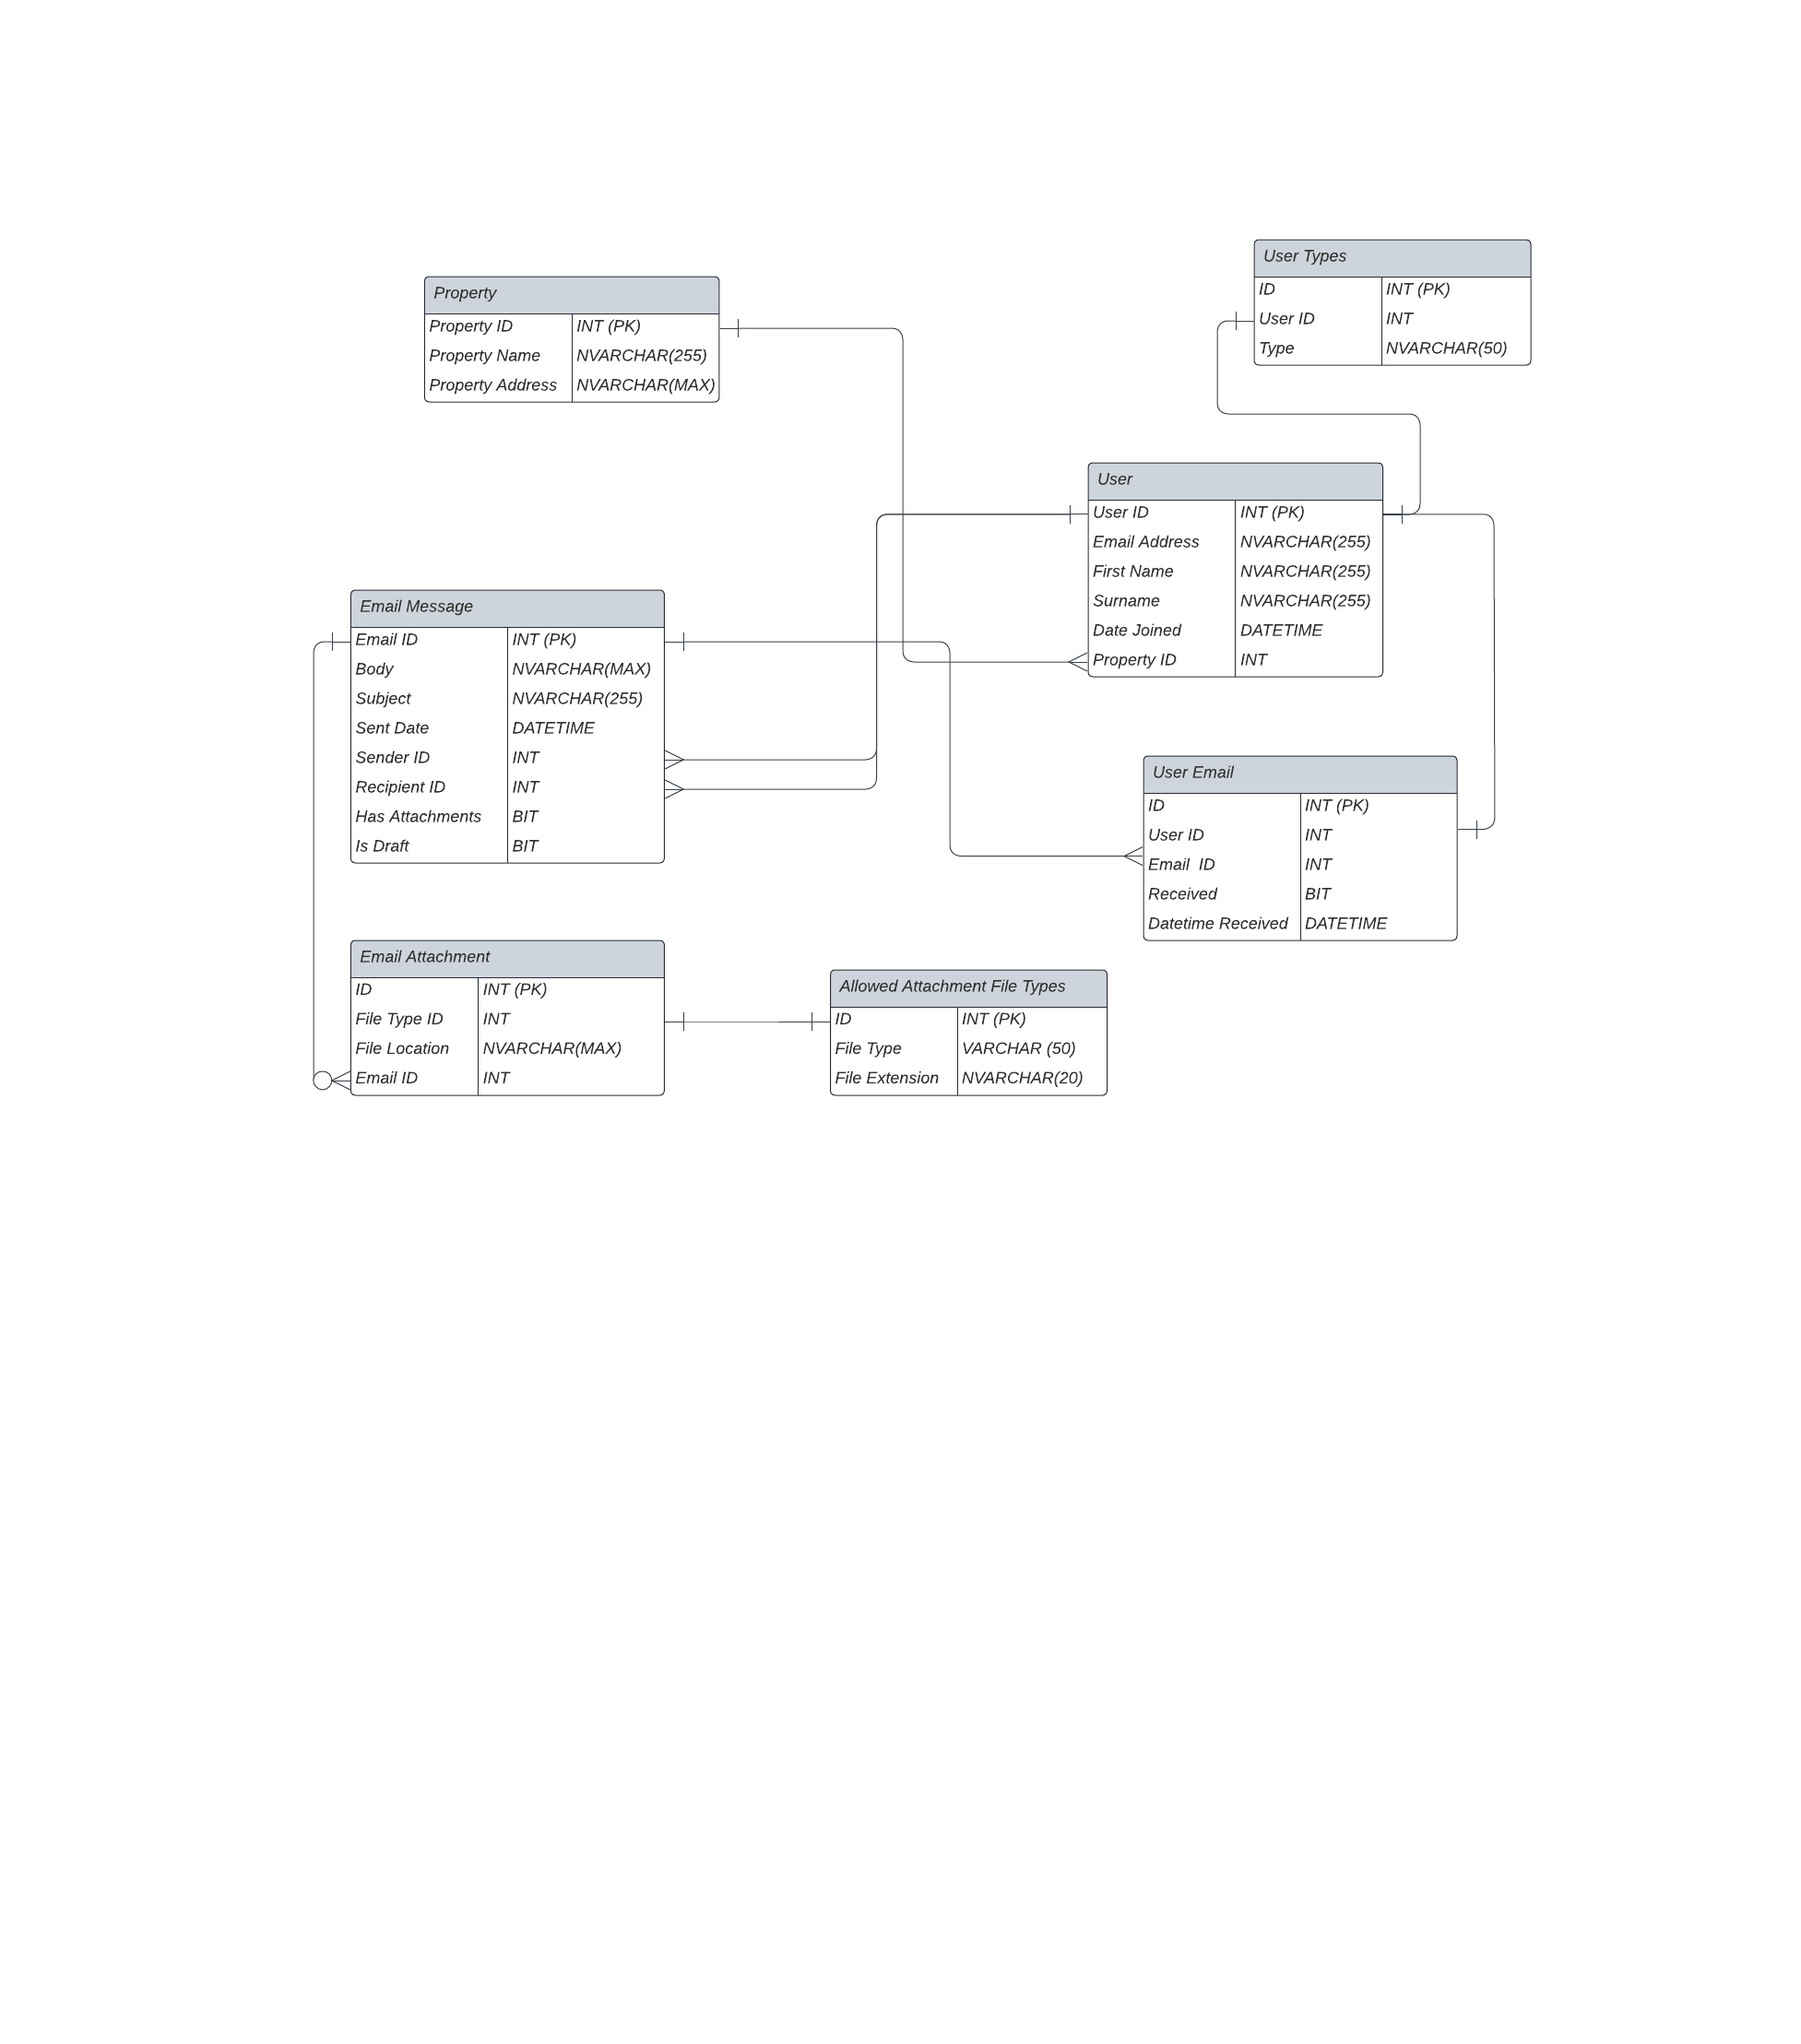 User Types
ID INT (PK)
User ID INT
Type NVARCHAR(50)
Property
Property ID INT (PK)
Property Name NVARCHAR(255)
Property Address NVARCHAR(MAX)
User
User ID INT (PK)
Email Address NVARCHAR(255)
First Name NVARCHAR(255)
Surname NVARCHAR(255)
Date Joined DATETIME
Property ID INT
Email Message
Email ID INT (PK)
Body NVARCHAR(MAX)
Subject NVARCHAR(255)
Sent Date DATETIME
Sender ID INT
Recipient ID INT
Has Attachments BIT
Is Draft BIT
User Email
ID INT (PK)
User ID INT
Email  ID INT
Received BIT
Datetime Received DATETIME
Email Attachment
ID INT (PK)
File Type ID INT
File Location NVARCHAR(MAX)
Email ID INT
Allowed Attachment File Types
ID INT (PK)
File Type VARCHAR (50)
File Extension NVARCHAR(20)